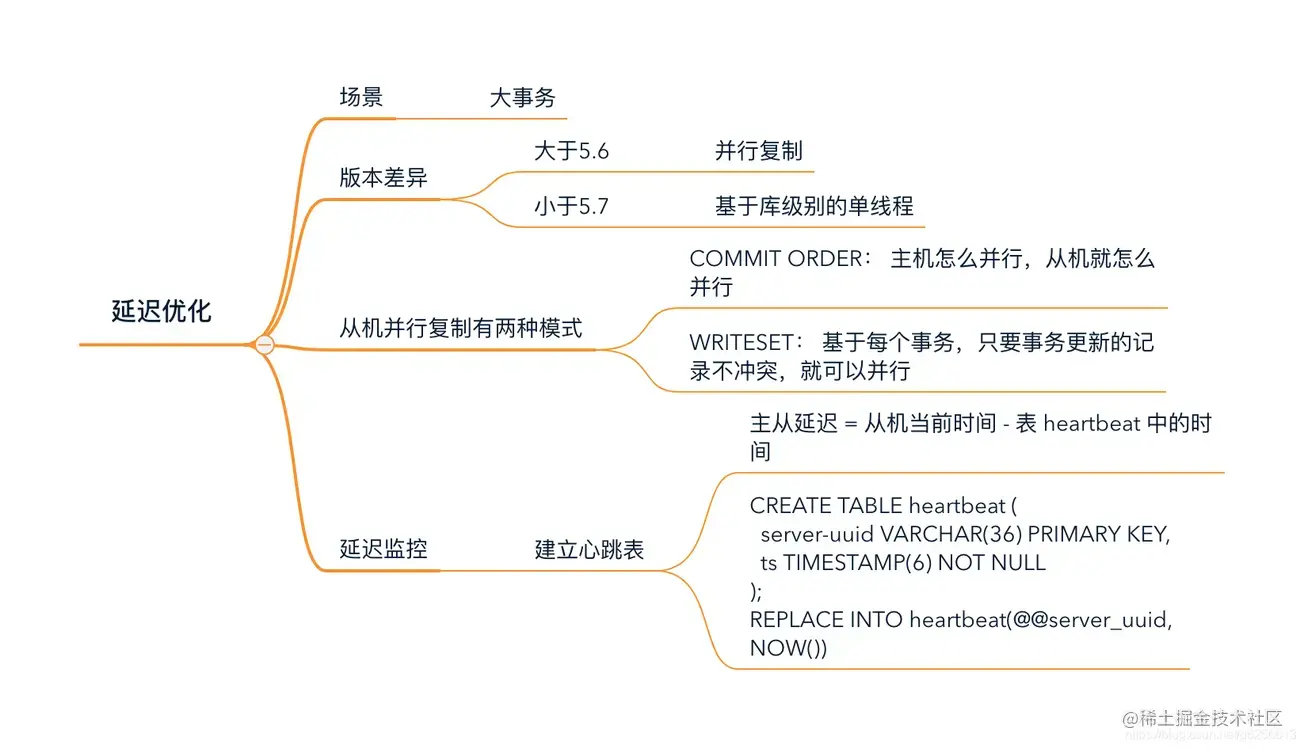 场景
大事务
大于5.6
并行复制
版本差异
小于5.7
基于库级别的单线程
延迟优化
从机并行复制有两种模式
COMMIT ORDER： 主机怎么并行，从机就怎么
并行
WRITESET： 基于每个事务，只要事务更新的记
录不冲突，就可以并行
延迟监控
建立心跳表
主从延迟 = 从机当前时间 - 表 heartbeat 中的时
间
CREATE TABLE heartbeat (
server-uuid VARCHAR(36) PRIMARY KEY,
ts TIMESTAMP(6) NOT NULL
);
REPLACE INTO heartbeat(@@server_uuid,
NOW())
@稀土掘金技术社区